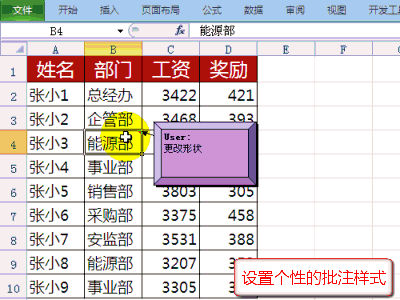 文件 开始 插入 页面布局 公式 数据 审阅 视图 开发工具
B4 fx 能源部
A B C D E F G
1 姓名 部门 工资 奖励
2 张小1 总经办 3422 421
3 张小2 企管部 3468 393
4 张小3 能源部
5 张小4 事业部
6 张小5 销售部 3803 305
7 张小6 采购部 3375 458
8 张小7 安监部 3531 388
9 张小8 能源部 3207
10 张小9 事业部 3305
User:
更改形状
设置个性的批注样式